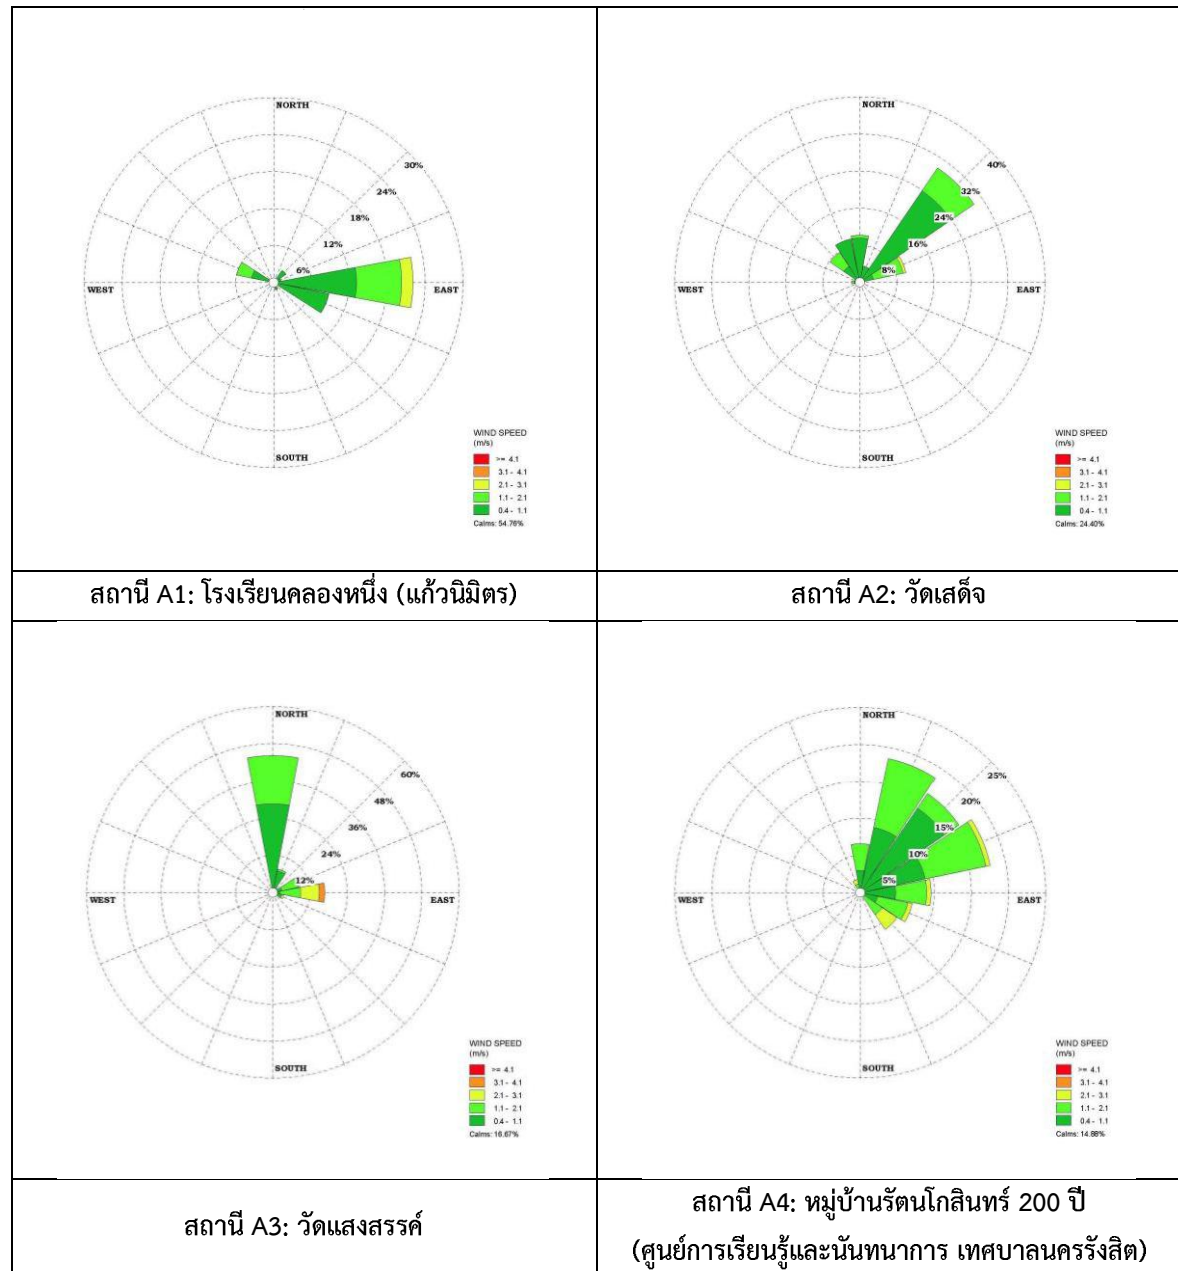 NORTH
30%
24%
18%
12%
6%
WEST
EAST
SOUTH
WIND SPEED
(m/s)
>= 4.1
3.1 - 4.1
2.1 - 3.1
1.1 - 2.1
0.4 - 1.1
Calms: 54.76%
NORTH
40%
32%
24%
16%
8%
WEST
EAST
SOUTH
WIND SPEED
(m/s)
>= 4.1
3.1 - 4.1
2.1 - 3.1
1.1 - 2.1
0.4 - 1.1
Calms: 24.40%
สถานี A1: โรงเรียนคลองหนึ่ง (แก้วนิมิตร)
สถานี A2: วัดเสด็จ
NORTH
60%
48%
36%
24%
12%
WEST
EAST
SOUTH
WIND SPEED
(m/s)
>= 4.1
3.1 - 4.1
2.1 - 3.1
1.1 - 2.1
0.4 - 1.1
Calms: 16.67%
NORTH
25%
20%
15%
10%
5%
WEST
EAST
SOUTH
WIND SPEED
(m/s)
>= 4.1
3.1 - 4.1
2.1 - 3.1
1.1 - 2.1
0.4 - 1.1
Calms: 14.88%
สถานี A3: วัดแสงสรรค์
สถานี A4: หมู่บ้านรัตนโกสินทร์ 200 ปี
(ศูนย์การเรียนรู้และนันทนาการ เทศบาลนครรังสิต)